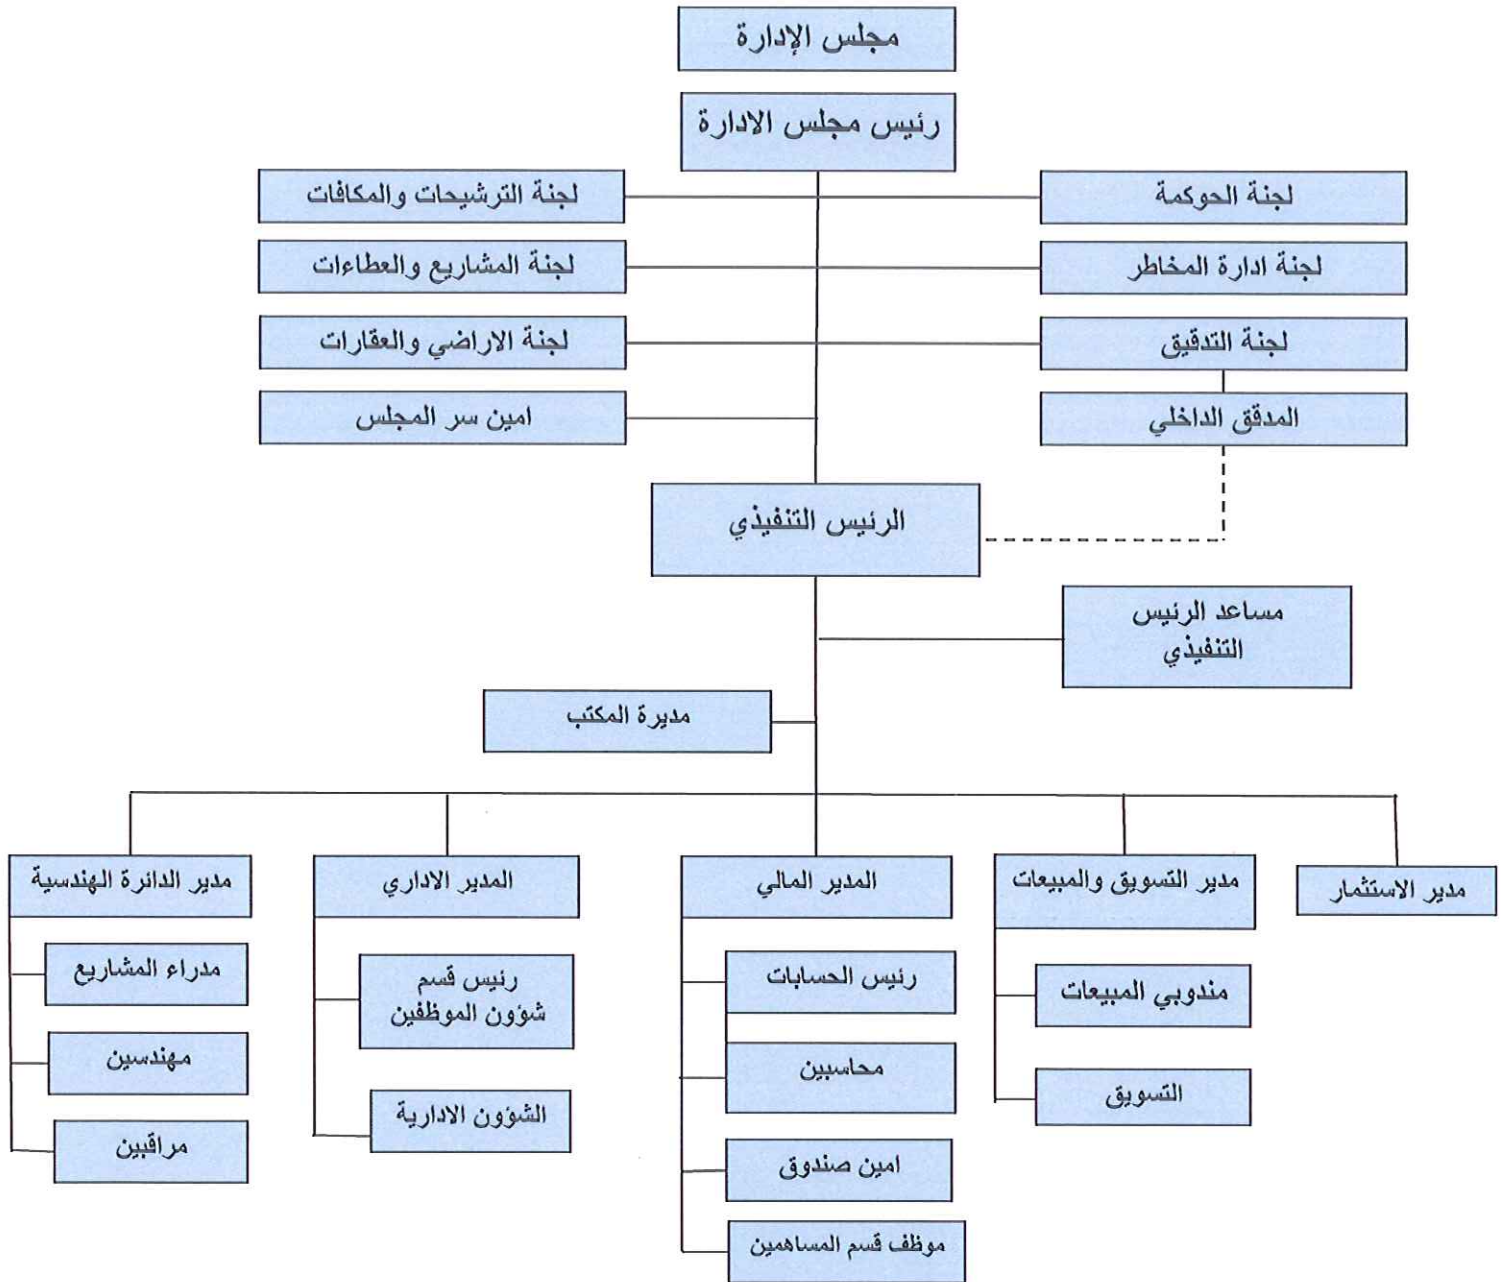 مجلس الإدارة
رئيس مجلس الادارة
لجنة الحوكمة
لجنة الترشيحات والمكافات
لجنة ادارة المخاطر
لجنة المشاريع والعطاءات
لجنة التدقيق
لجنة الاراضي والعقارات
المدقق الداخلي
امين سر المجلس
الرئيس التنفيذي
مساعد الرئيس
التنفيذي
مديرة المكتب
مدير الاستثمار
مدير التسويق والمبيعات
مندوبي المبيعات
التسويق
المدير المالي
رئيس الحسابات
محاسبين
امين صندوق
موظف قسم المساهمين
المدير الاداري
رئيس قسم
شؤون الموظفين
الشؤون الادارية
مدير الدائرة الهندسية
مدراء المشاريع
مهندسين
مراقبين